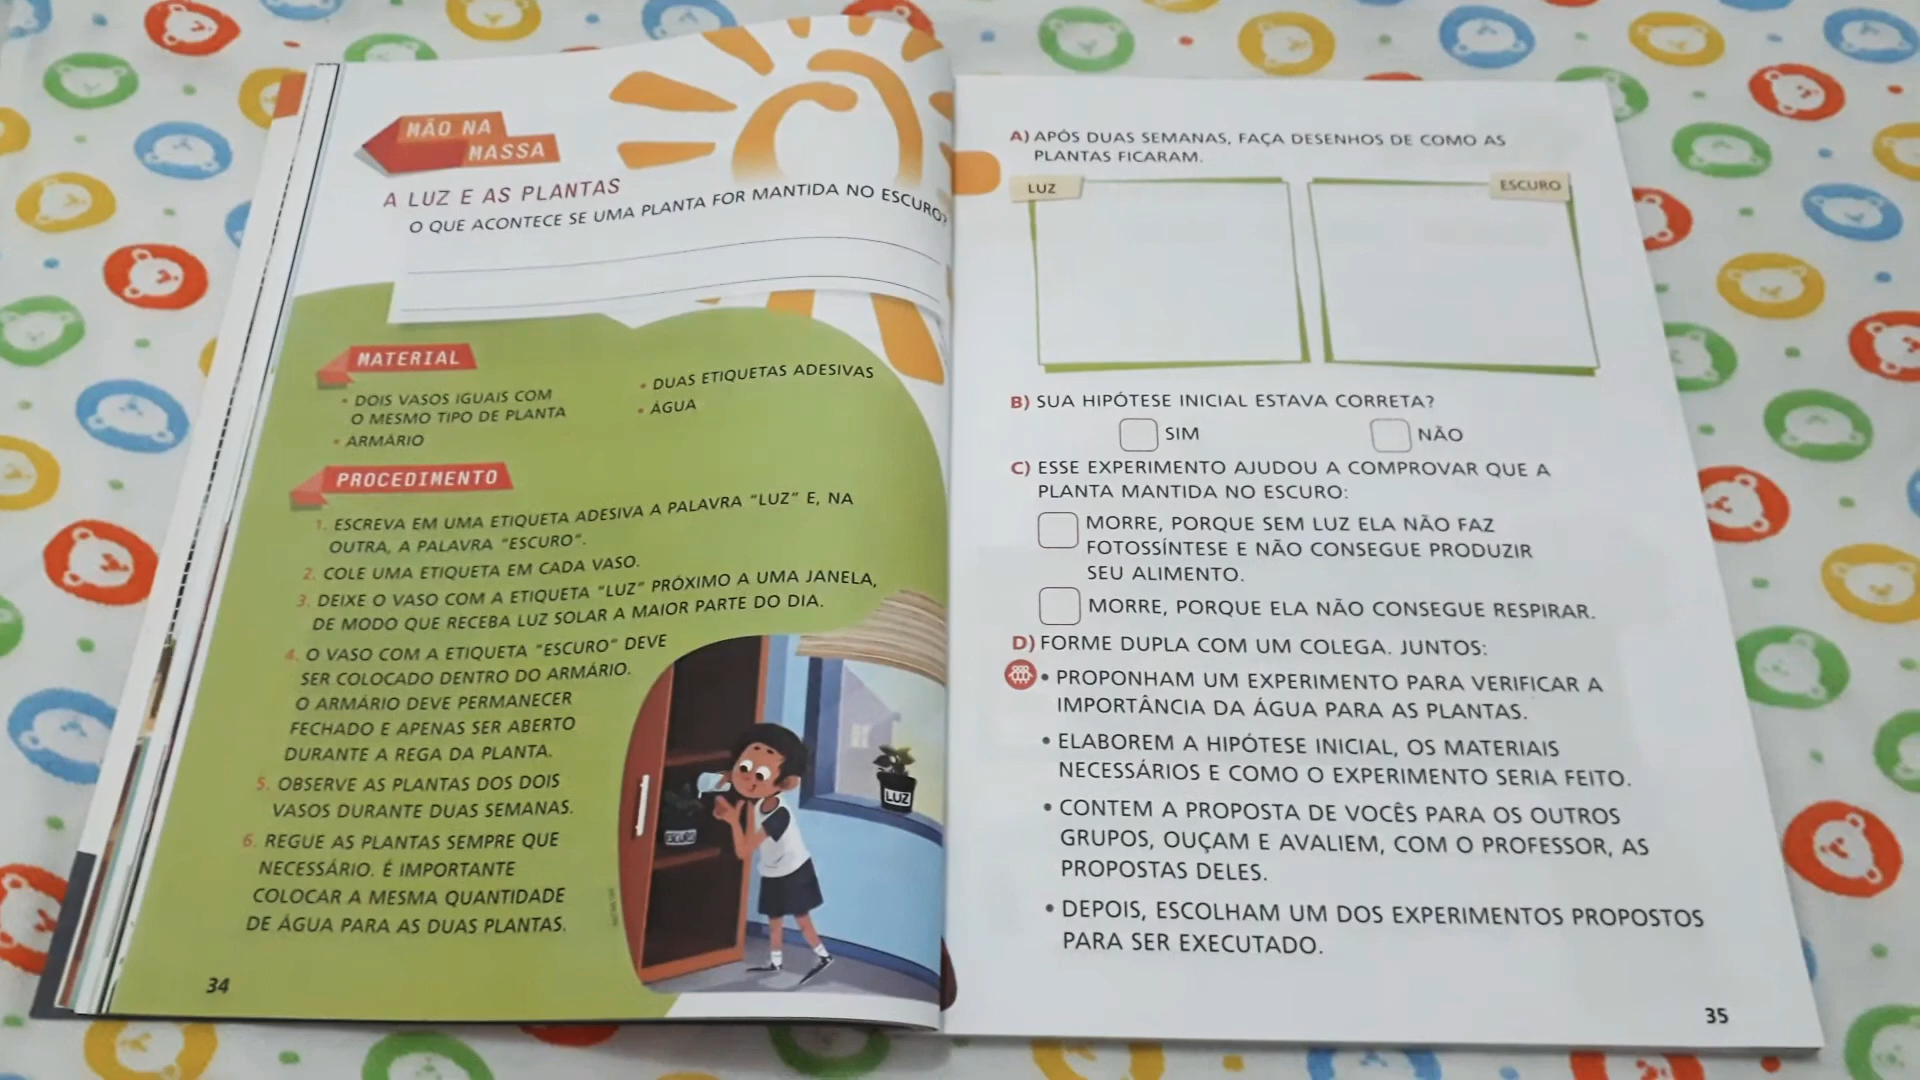 MÃO NA
MASSA
A LUZ E AS PLANTAS
O QUE ACONTECE SE UMA PLANTA FOR MANTIDA NO ESCURO?
MATERIAL
• DOIS VASOS IGUAIS COM
O MESMO TIPO DE PLANTA
• ARMÁRIO
• DUAS ETIQUETAS ADESIVAS
• ÁGUA
PROCEDIMENTO
1. ESCREVA EM UMA ETIQUETA ADESIVA A PALAVRA "LUZ" E, NA
OUTRA, A PALAVRA "ESCURO".
2. COLE UMA ETIQUETA EM CADA VASO.
3. DEIXE O VASO COM A ETIQUETA "LUZ" PRÓXIMO A UMA JANELA,
DE MODO QUE RECEBA LUZ SOLAR A MAIOR PARTE DO DIA.
4. O VASO COM A ETIQUETA "ESCURO" DEVE
SER COLOCADO DENTRO DO ARMÁRIO.
O ARMÁRIO DEVE PERMANECER
FECHADO E APENAS SER ABERTO
DURANTE A REGA DA PLANTA.
5. OBSERVE AS PLANTAS DOS DOIS
VASOS DURANTE DUAS SEMANAS.
6. REGUE AS PLANTAS SEMPRE QUE
NECESSÁRIO. É IMPORTANTE
COLOCAR A MESMA QUANTIDADE
DE ÁGUA PARA AS DUAS PLANTAS.
LUZ
ESCURO
34
A) APÓS DUAS SEMANAS, FAÇA DESENHOS DE COMO AS
PLANTAS FICARAM.
LUZ
ESCURO
B) SUA HIPÓTESE INICIAL ESTAVA CORRETA?
SIM
NÃO
C) ESSE EXPERIMENTO AJUDOU A COMPROVAR QUE A
PLANTA MANTIDA NO ESCURO:
MORRE, PORQUE SEM LUZ ELA NÃO FAZ
FOTOSSÍNTESE E NÃO CONSEGUE PRODUZIR
SEU ALIMENTO.
MORRE, PORQUE ELA NÃO CONSEGUE RESPIRAR.
D) FORME DUPLA COM UM COLEGA. JUNTOS:
• PROPONHAM UM EXPERIMENTO PARA VERIFICAR A
IMPORTÂNCIA DA ÁGUA PARA AS PLANTAS.
• ELABOREM A HIPÓTESE INICIAL, OS MATERIAIS
NECESSÁRIOS E COMO O EXPERIMENTO SERIA FEITO.
• CONTEM A PROPOSTA DE VOCÊS PARA OS OUTROS
GRUPOS, OUÇAM E AVALIEM, COM O PROFESSOR, AS
PROPOSTAS DELES.
• DEPOIS, ESCOLHAM UM DOS EXPERIMENTOS PROPOSTOS
PARA SER EXECUTADO.
35